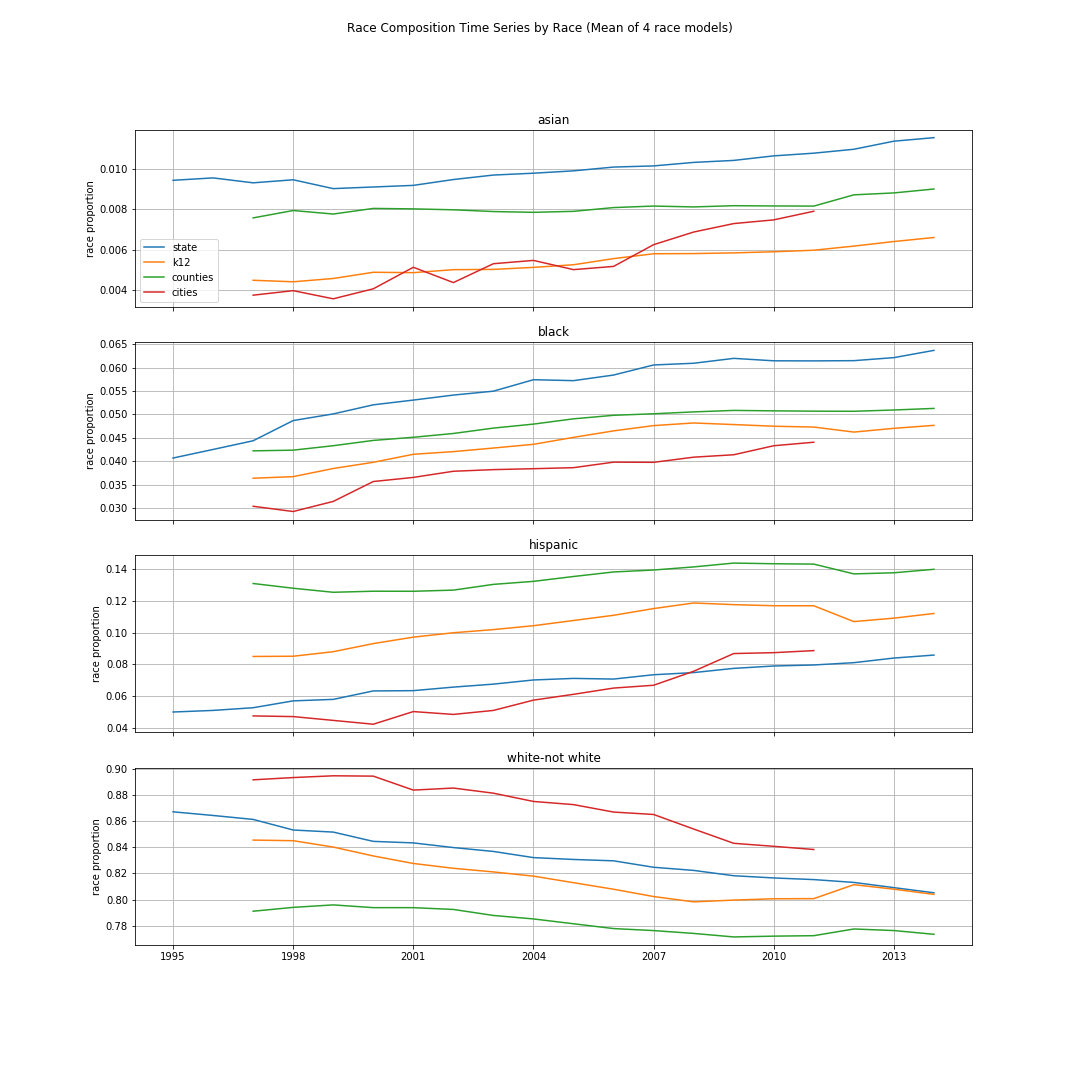 Race Composition Time Series by Race (Mean of 4 race models)
asian
race proportion
0.010
0.008
0.006
0.004
state
k12
counties
cities
black
race proportion
0.065
0.060
0.055
0.050
0.045
0.040
0.035
0.030
hispanic
race proportion
0.14
0.12
0.10
0.08
0.06
0.04
white-not white
race proportion
0.90
0.88
0.86
0.84
0.82
0.80
0.78
1995 1998 2001 2004 2007 2010 2013